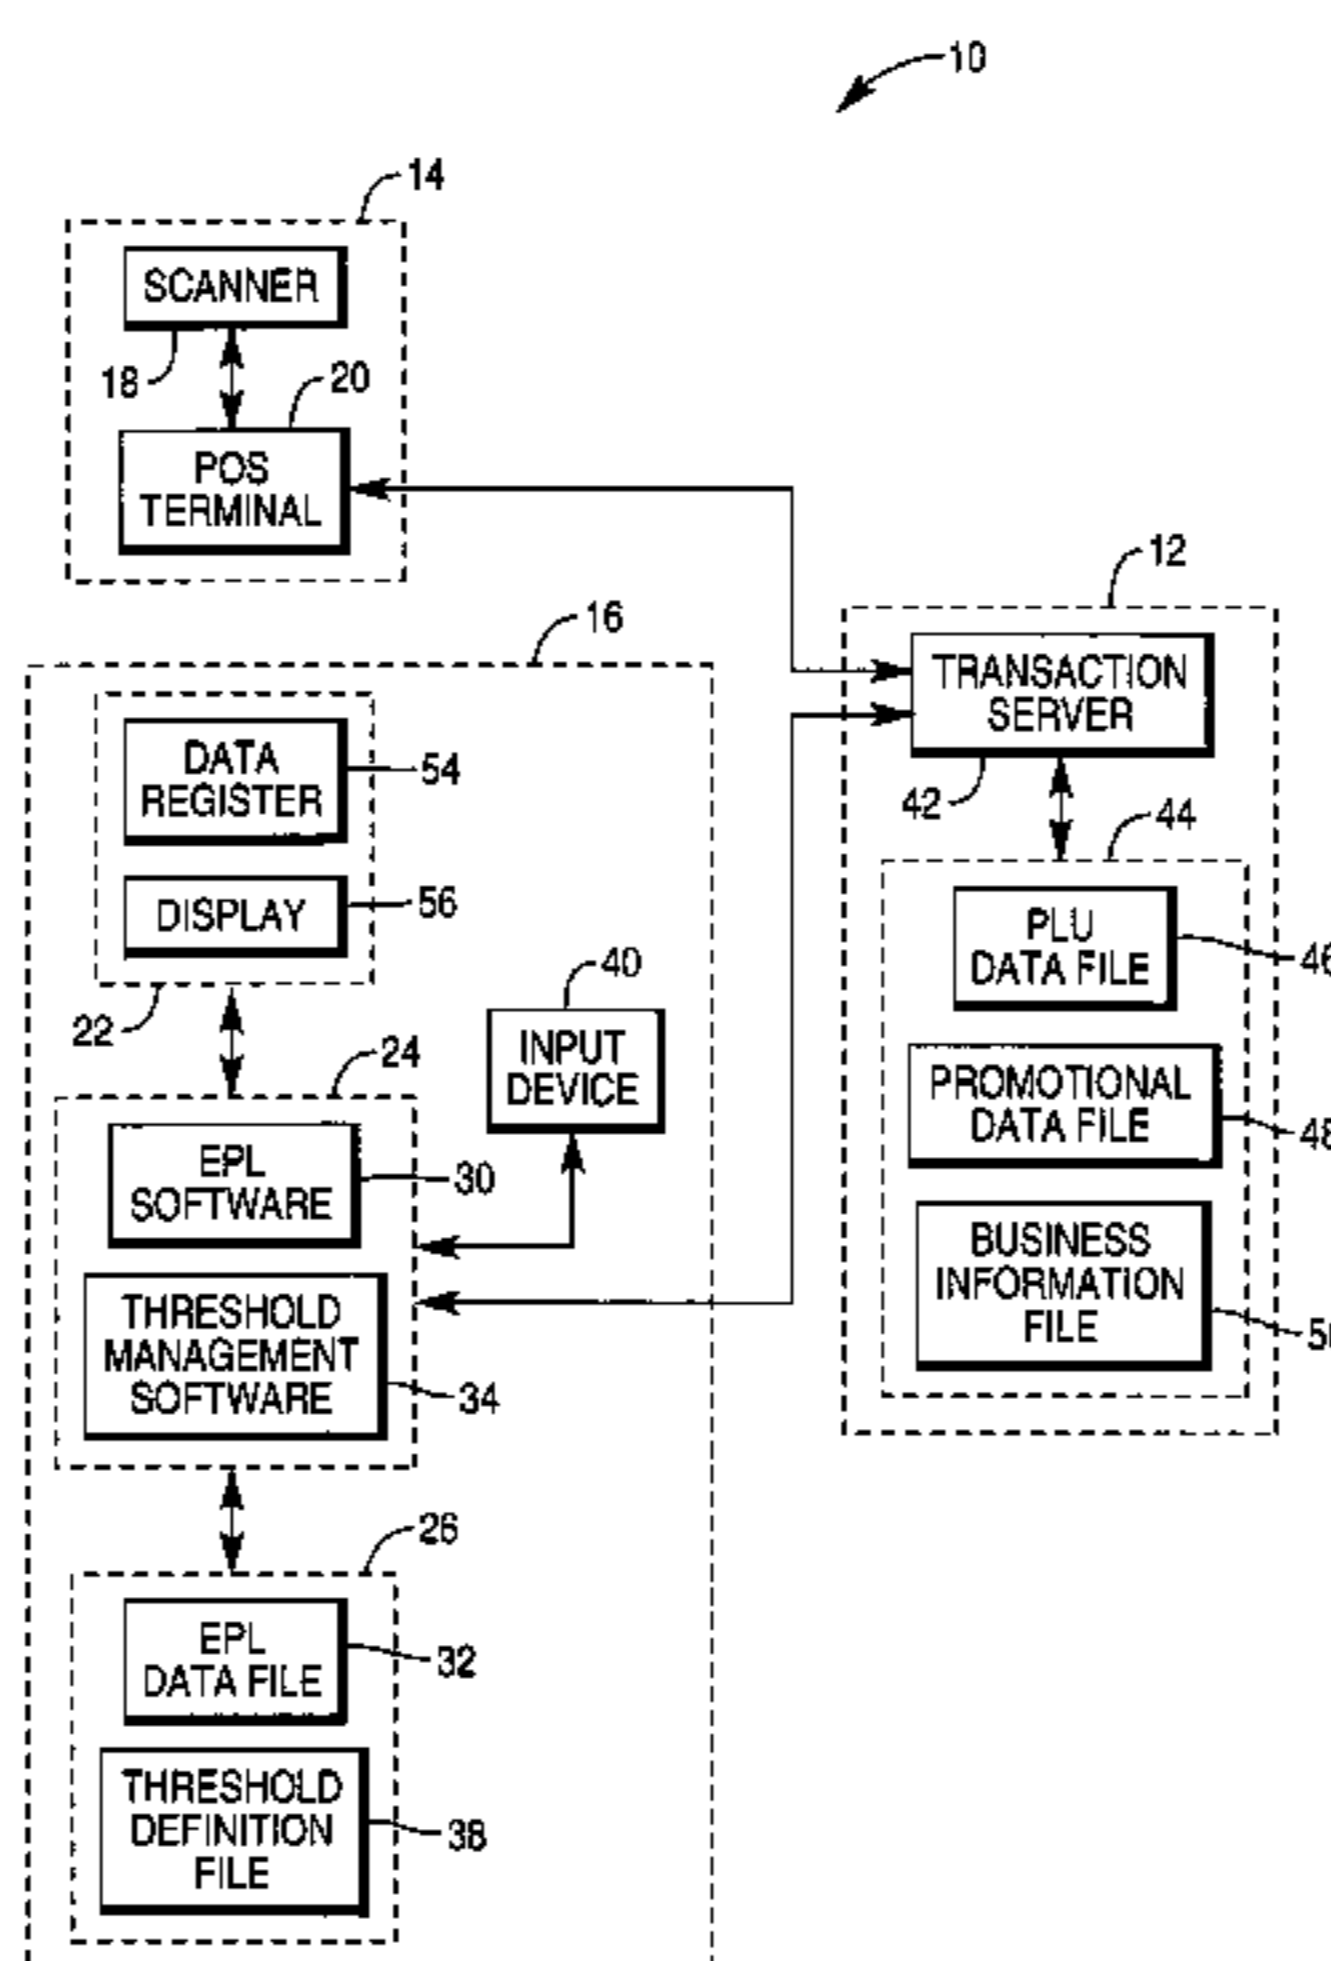 10
14
SCANNER
18
20
POS
TERMINAL
12
16
TRANSACTION
SERVER
42
DATA
REGISTER
54
44
DISPLAY
56
PLU
DATA FILE
46
22
40
INPUT
DEVICE
24
PROMOTIONAL
DATA FILE
48
EPL
SOFTWARE
30
BUSINESS
INFORMATION
FILE
THRESHOLD
MANAGEMENT
SOFTWARE
34
26
EPL
DATA FILE
32
THRESHOLD
DEFINITION
FILE
38